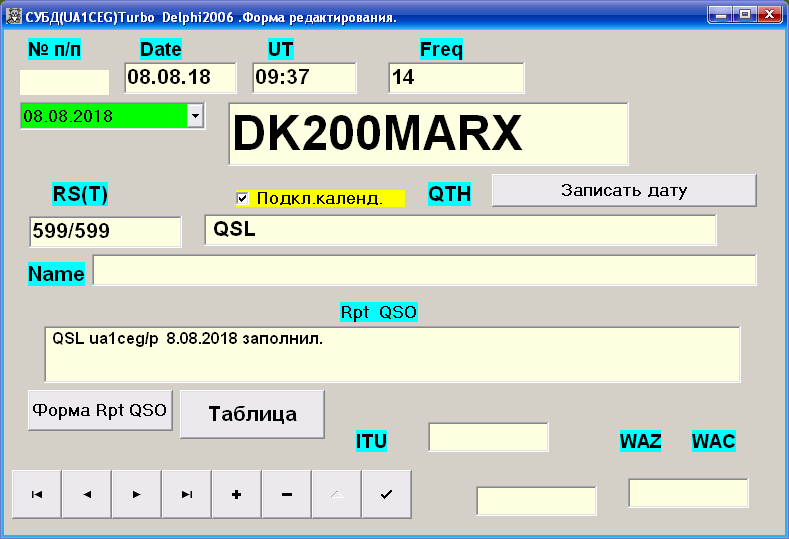 СУБД(UA1CEG)Turbo Delphi2006 .Форма редактирования.
№ п/п Date UT Freq
08.08.18 09:37 14
08.08.2018
DK200MARX
RS(T) Подкл.календ. QTH Записать дату
599/599 QSL
Name
Rpt QSO
QSL ua1ceg/p 8.08.2018 заполнил.
Форма Rpt QSO Таблица
ITU WAZ WAC